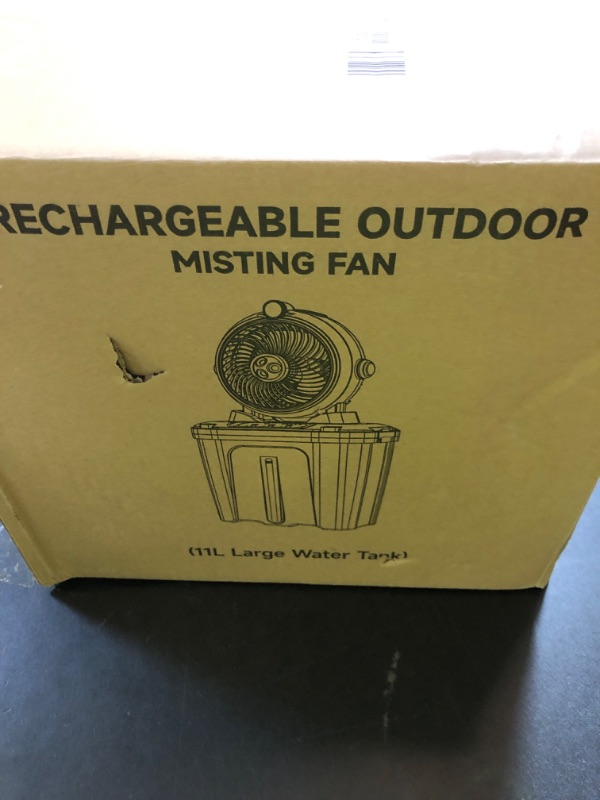 RECHARGEABLE OUTDOOR
MISTING FAN
(11L Large Water Tank)